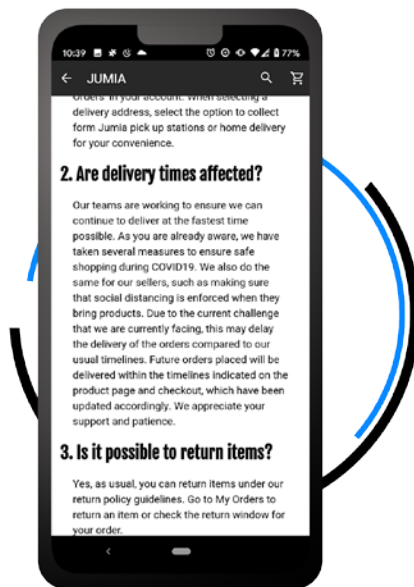 10:39 77%
JUMIA
Orders' in your account. When selecting a
delivery address, select the option to collect
form Jumia pick up stations or home delivery
for your convenience.
2. Are delivery times affected?
Our teams are working to ensure we can
continue to deliver at the fastest time
possible. As you are already aware, we have
taken several measures to ensure safe
shopping during COVID19. We also do the
same for our sellers, such as making sure
that social distancing is enforced when they
bring products. Due to the current challenge
that we are currently facing, this may delay
the delivery of the orders compared to our
usual timelines. Future orders placed will be
delivered within the timelines indicated on the
product page and checkout, which have been
updated accordingly. We appreciate your
support and patience.
3. Is it possible to return items?
Yes, as usual, you can return items under our
return policy guidelines. Go to My Orders to
return an item or check the return window for
your order.